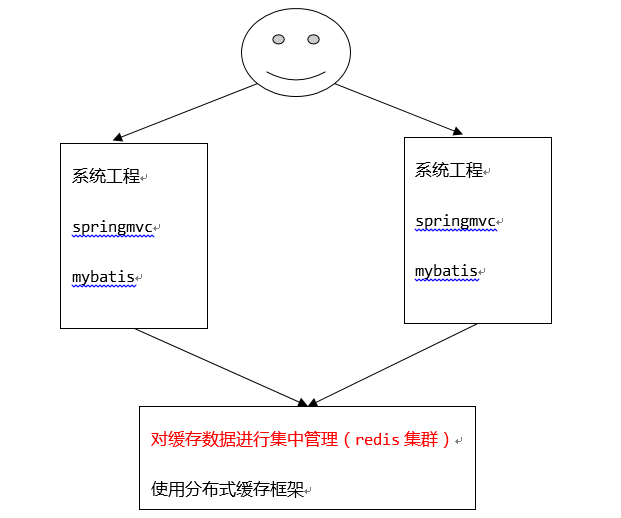 系统工程
springmvc
mybatis
系统工程
springmvc
mybatis
对缓存数据进行集中管理（redis 集群）
使用分布式缓存框架